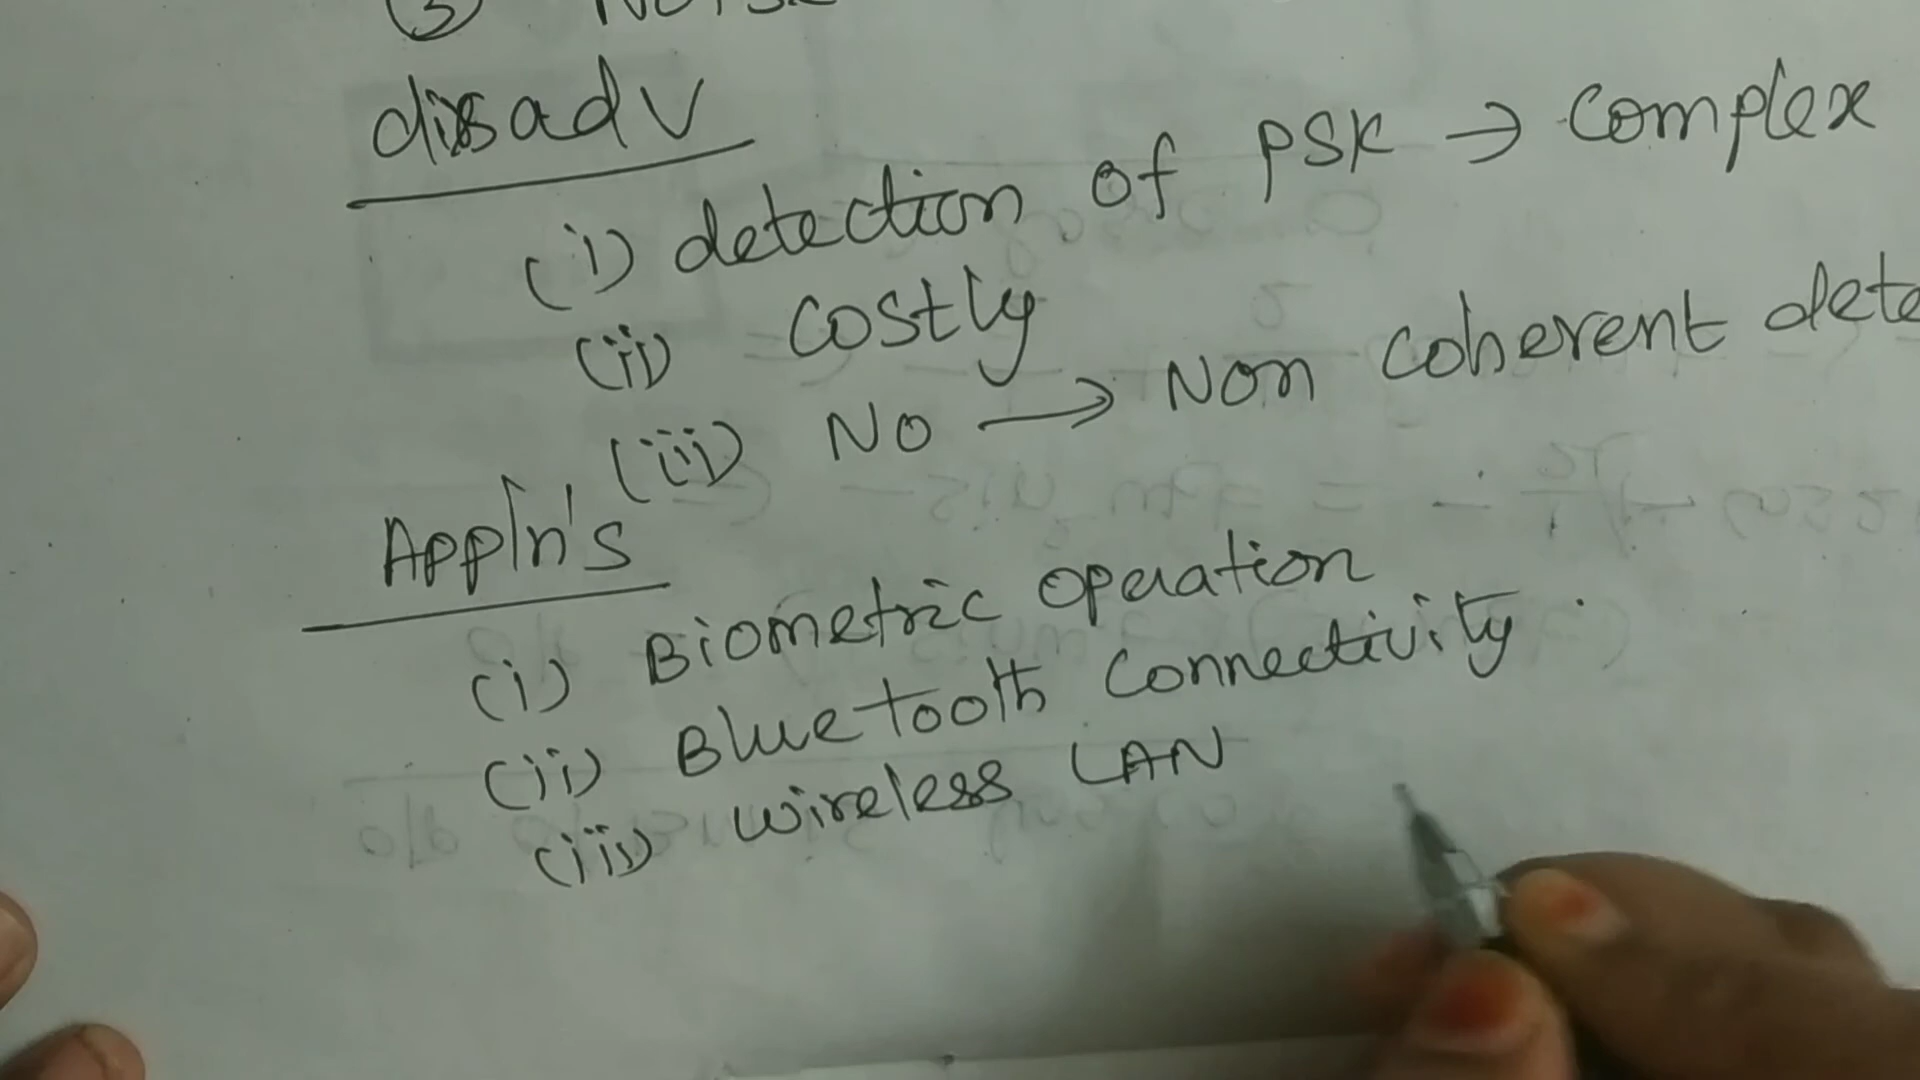 disadv
(i) detection of PSK → complex
(ii) costly
(iii) No → Non coherent dete
Appln's
(i) Biometric operation
(ii) Bluetooth connectivity.
(iii) wireless LAN